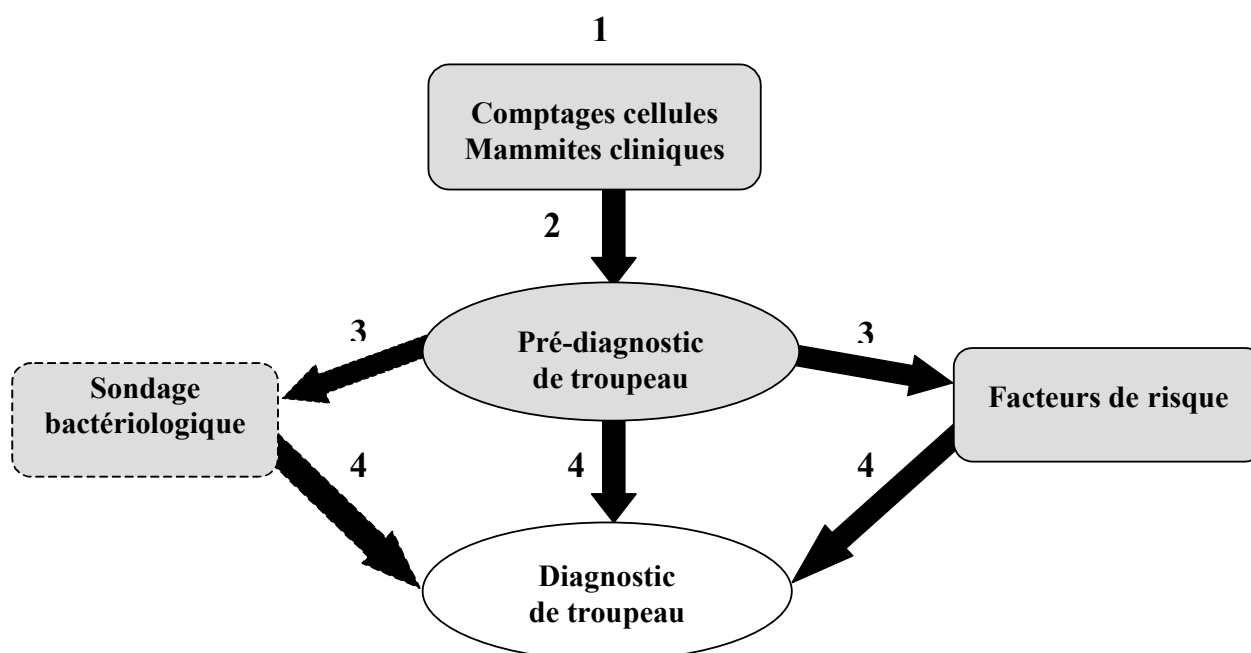 1
Comptages cellules
Mammites cliniques
2
3
Pré-diagnostic
de troupeau
3
Sondage
bactériologique
Facteurs de risque
4
4
4
Diagnostic
de troupeau